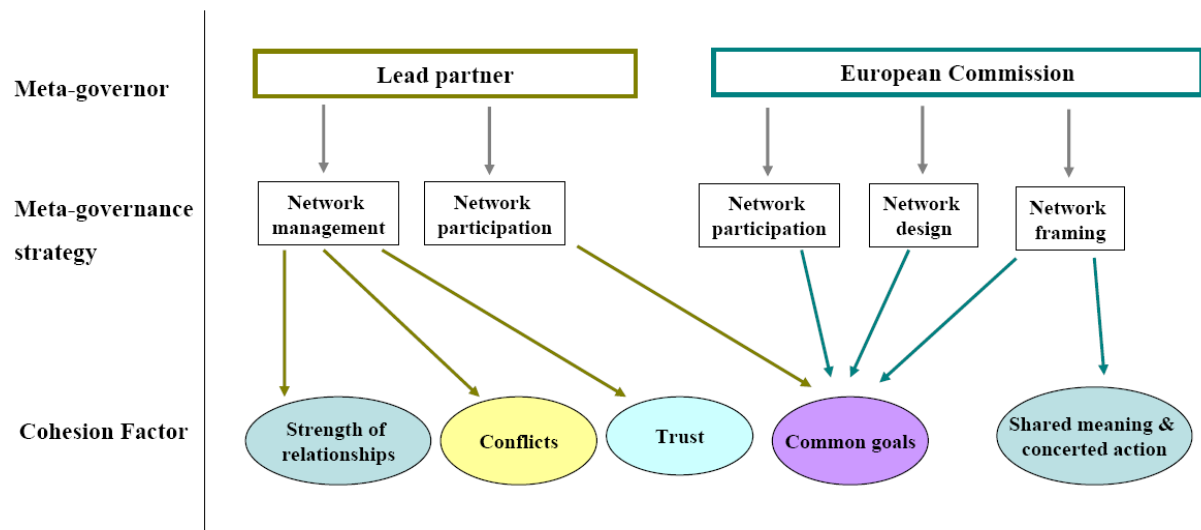 Meta-governor
Lead partner
European Commission
Meta-governance
strategy
Network
management
Network
participation
Network
participation
Network
design
Network
framing
Cohesion Factor
Strength of
relationships
Conflicts
Trust
Common goals
Shared meaning &
concerted action